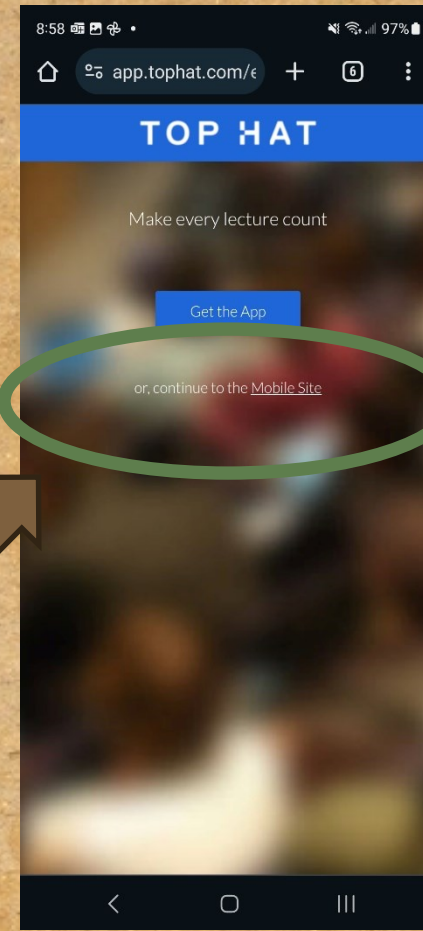 8:58
97%
app.tophat.com/e
6
TOP HAT
Make every lecture count
Get the App
or, continue to the Mobile Site